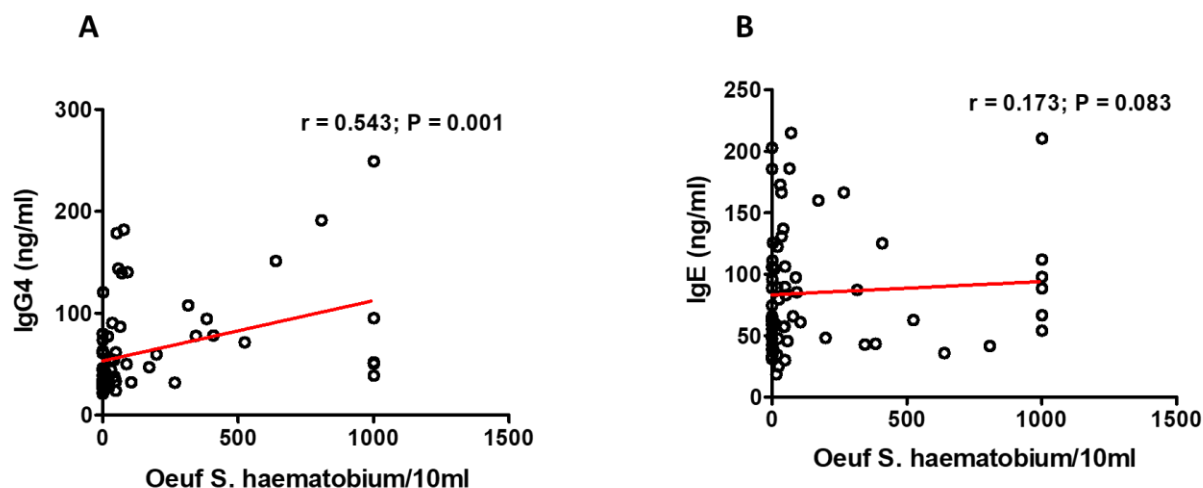 A
r = 0.543; P = 0.001
IgG4 (ng/ml)
300
200
100
0
0 500 1000 1500
Oeuf S. haematobium/10ml
B
r = 0.173; P = 0.083
IgE (ng/ml)
250
200
150
100
50
0
0 500 1000 1500
Oeuf S. haematobium/10ml